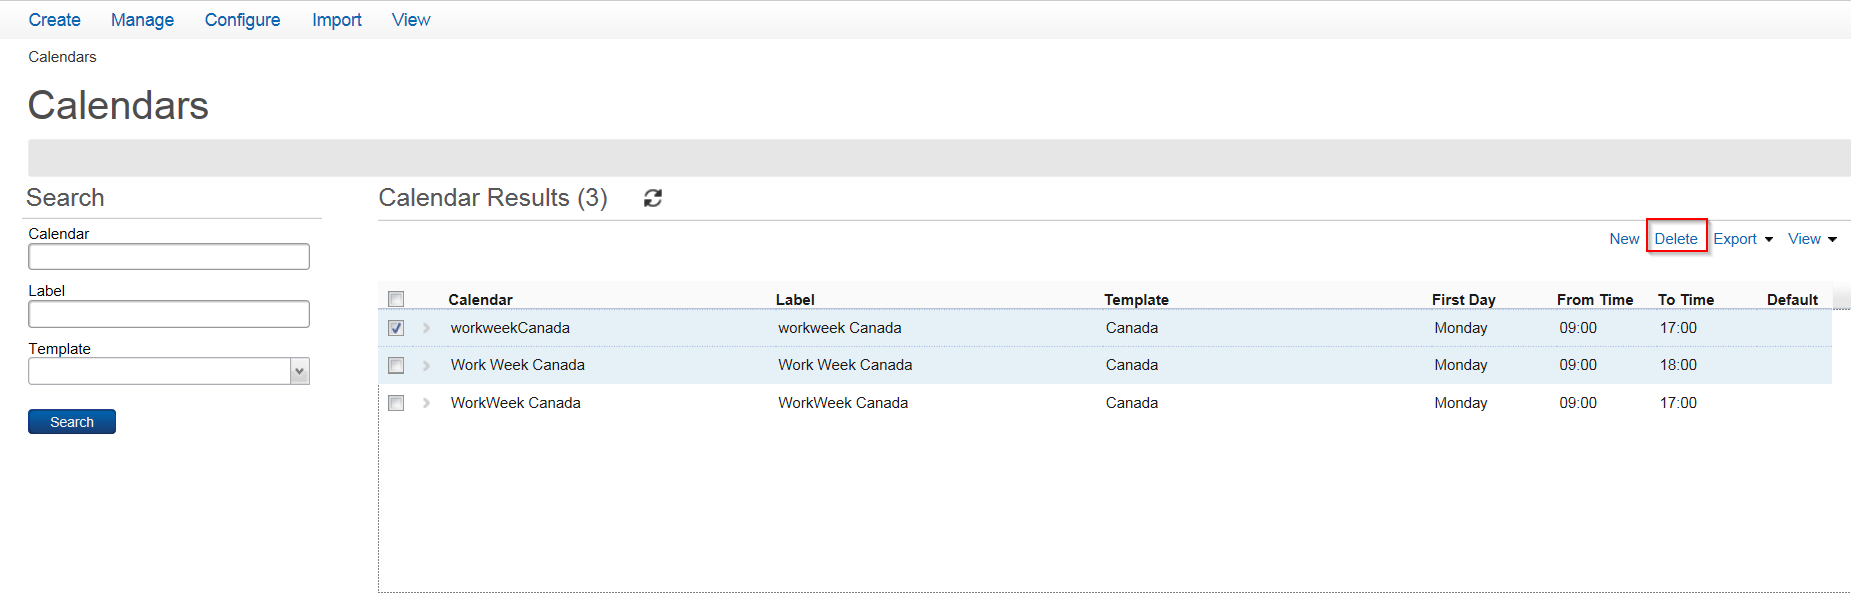 Create Manage Configure Import View
Calendars
Calendars
Search
Calendar
Label
Template
Search
Calendar Results (3)
New Delete Export View
Calendar Label Template First Day From Time To Time Default
workweekCanada workweek Canada Canada Monday 09:00 17:00
Work Week Canada Work Week Canada Canada Monday 09:00 18:00
WorkWeek Canada WorkWeek Canada Canada Monday 09:00 17:00